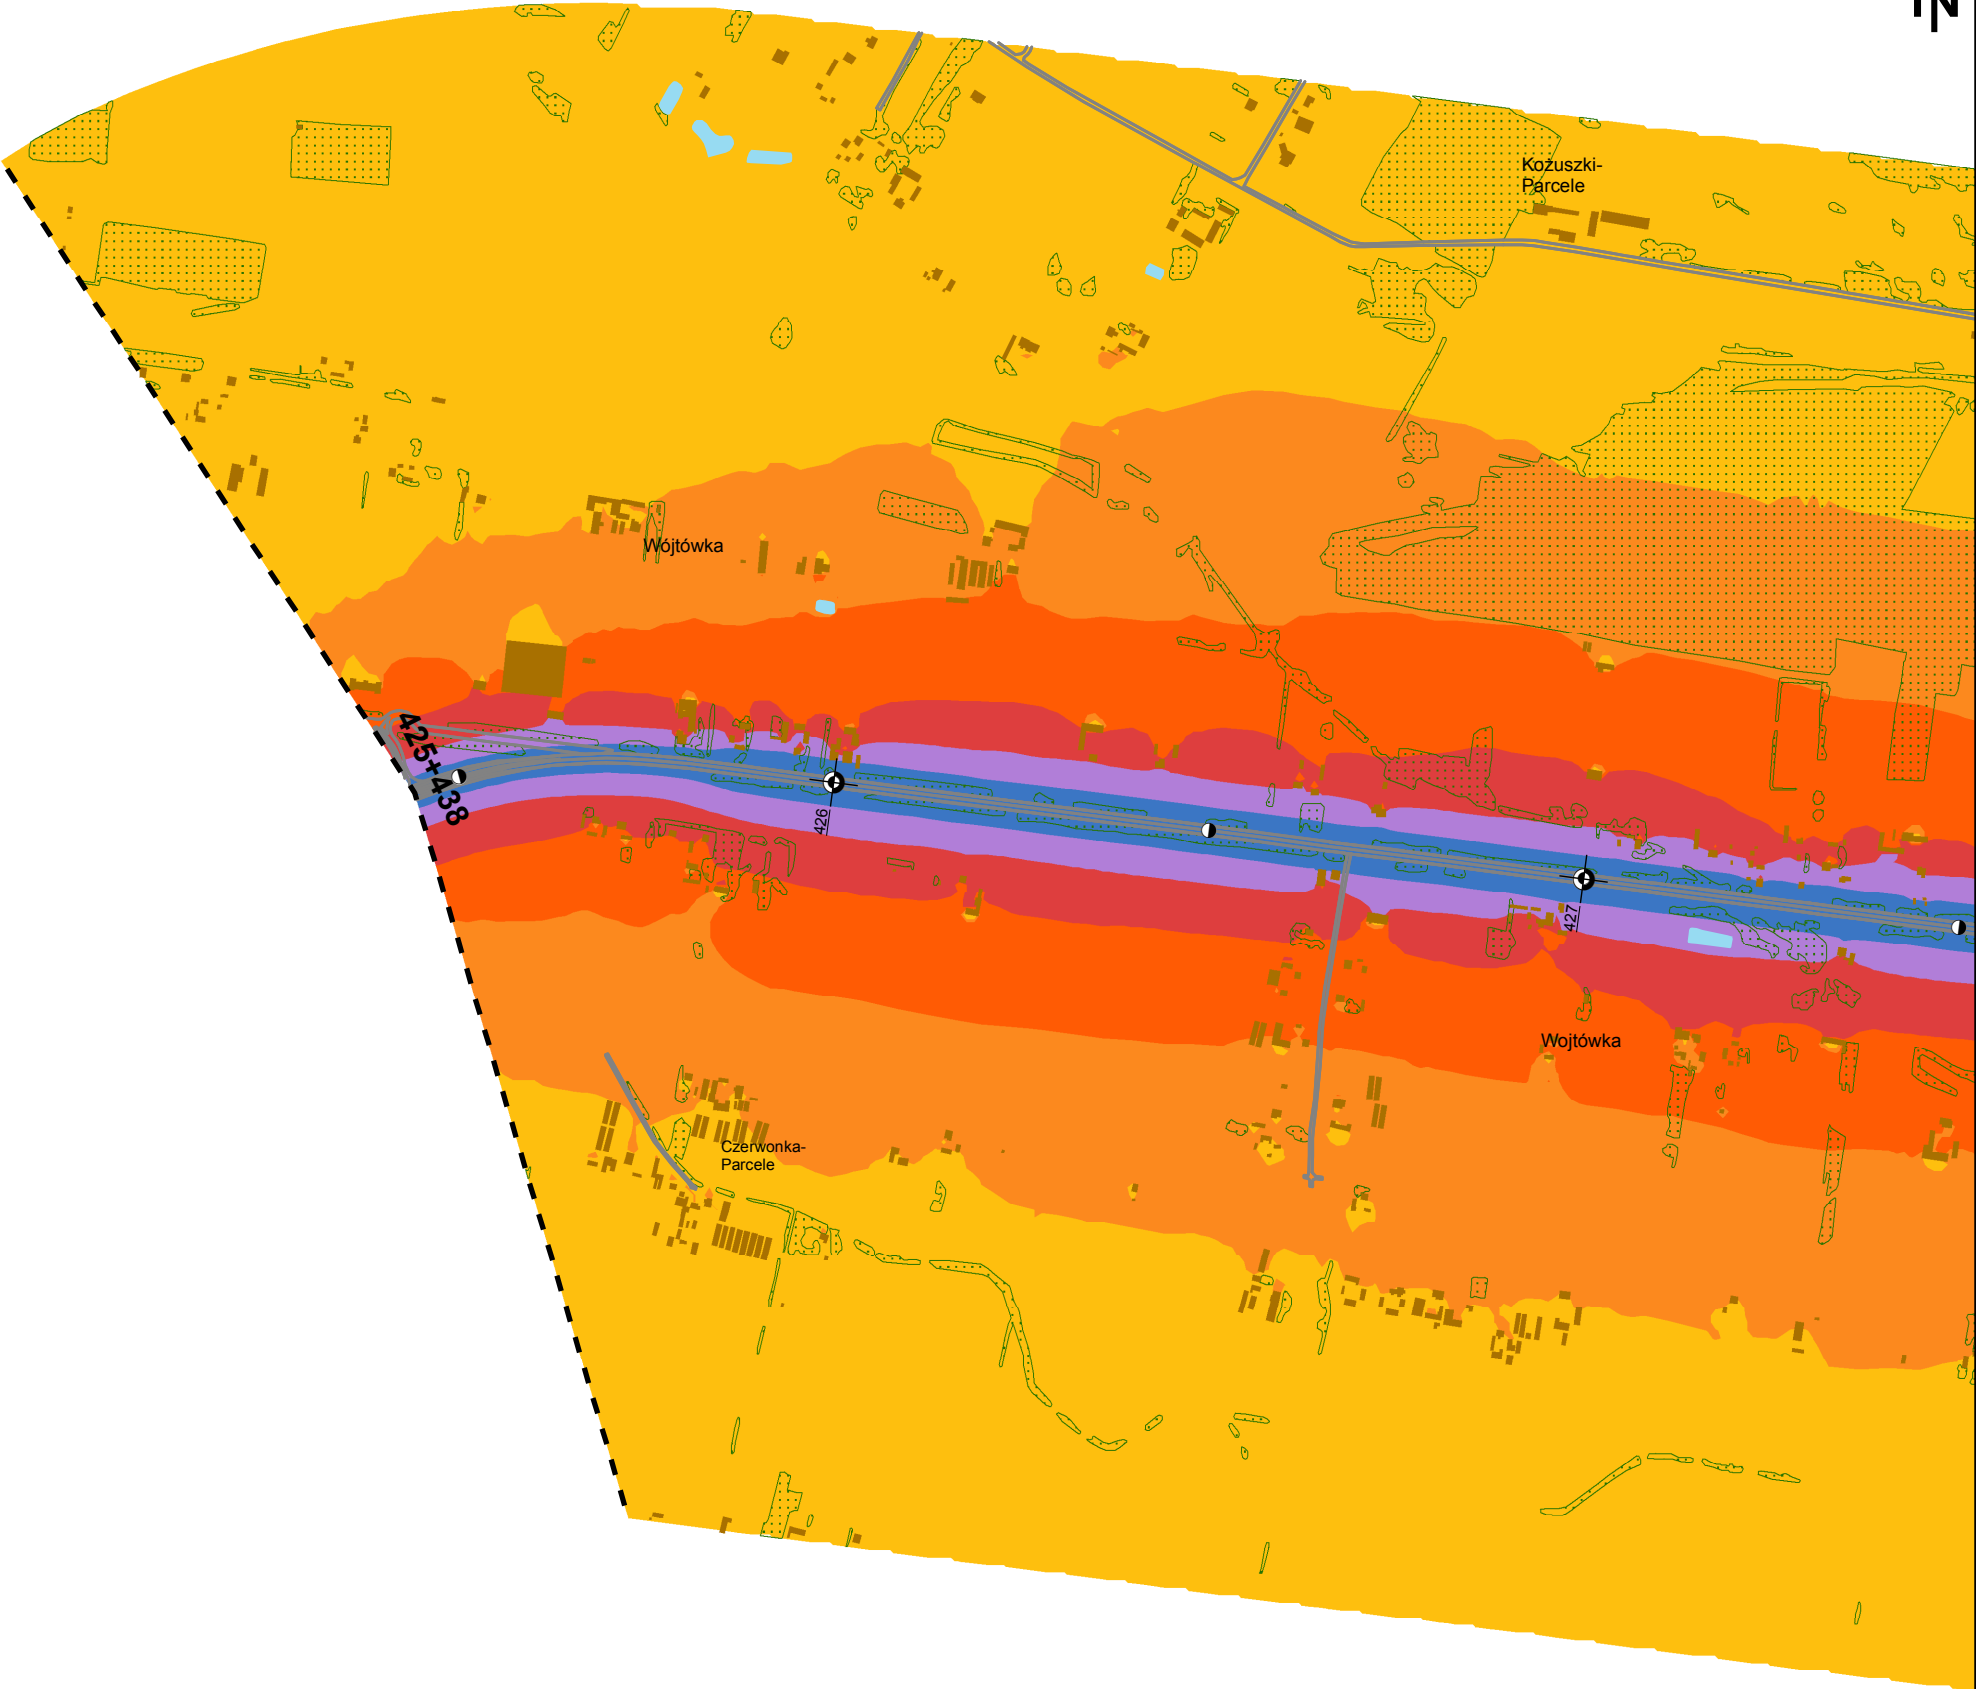 N
Kożuszki-
Parcele
Wójtówka
425+438
426
427
Wojtówka
Czerwonka-
Parcele